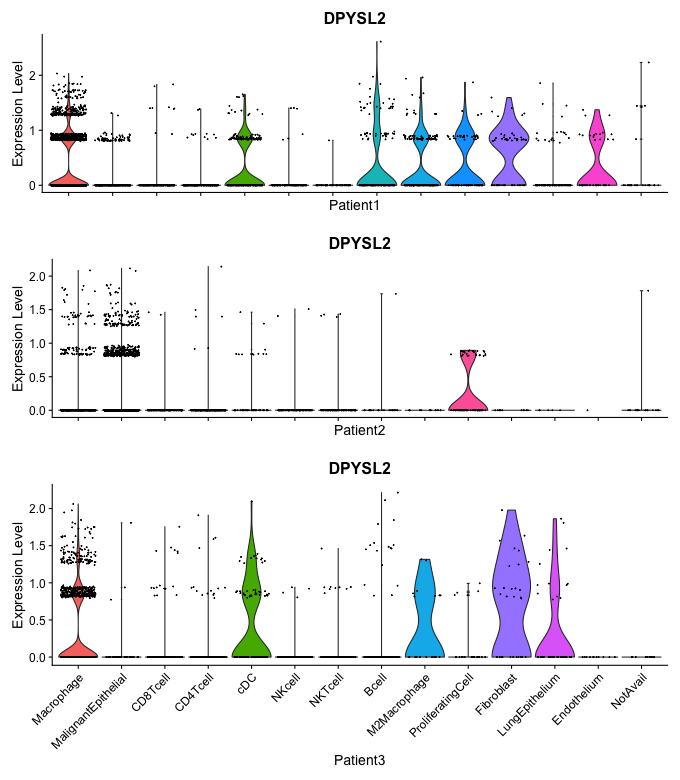 DPYSL2
Expression Level
2
1
0
Patient1
DPYSL2
Expression Level
2.0
1.5
1.0
0.5
0.0
Patient2
DPYSL2
Expression Level
2.0
1.5
1.0
0.5
0.0
Macrophage
MalignantEpithelial
CD8Tcell
CD4Tcell
cDC
NKcell
NKTcell
Bcell
M2Macrophage
ProliferatingCell
Fibroblast
LungEpithelium
Endothelium
NotAvail
Patient3